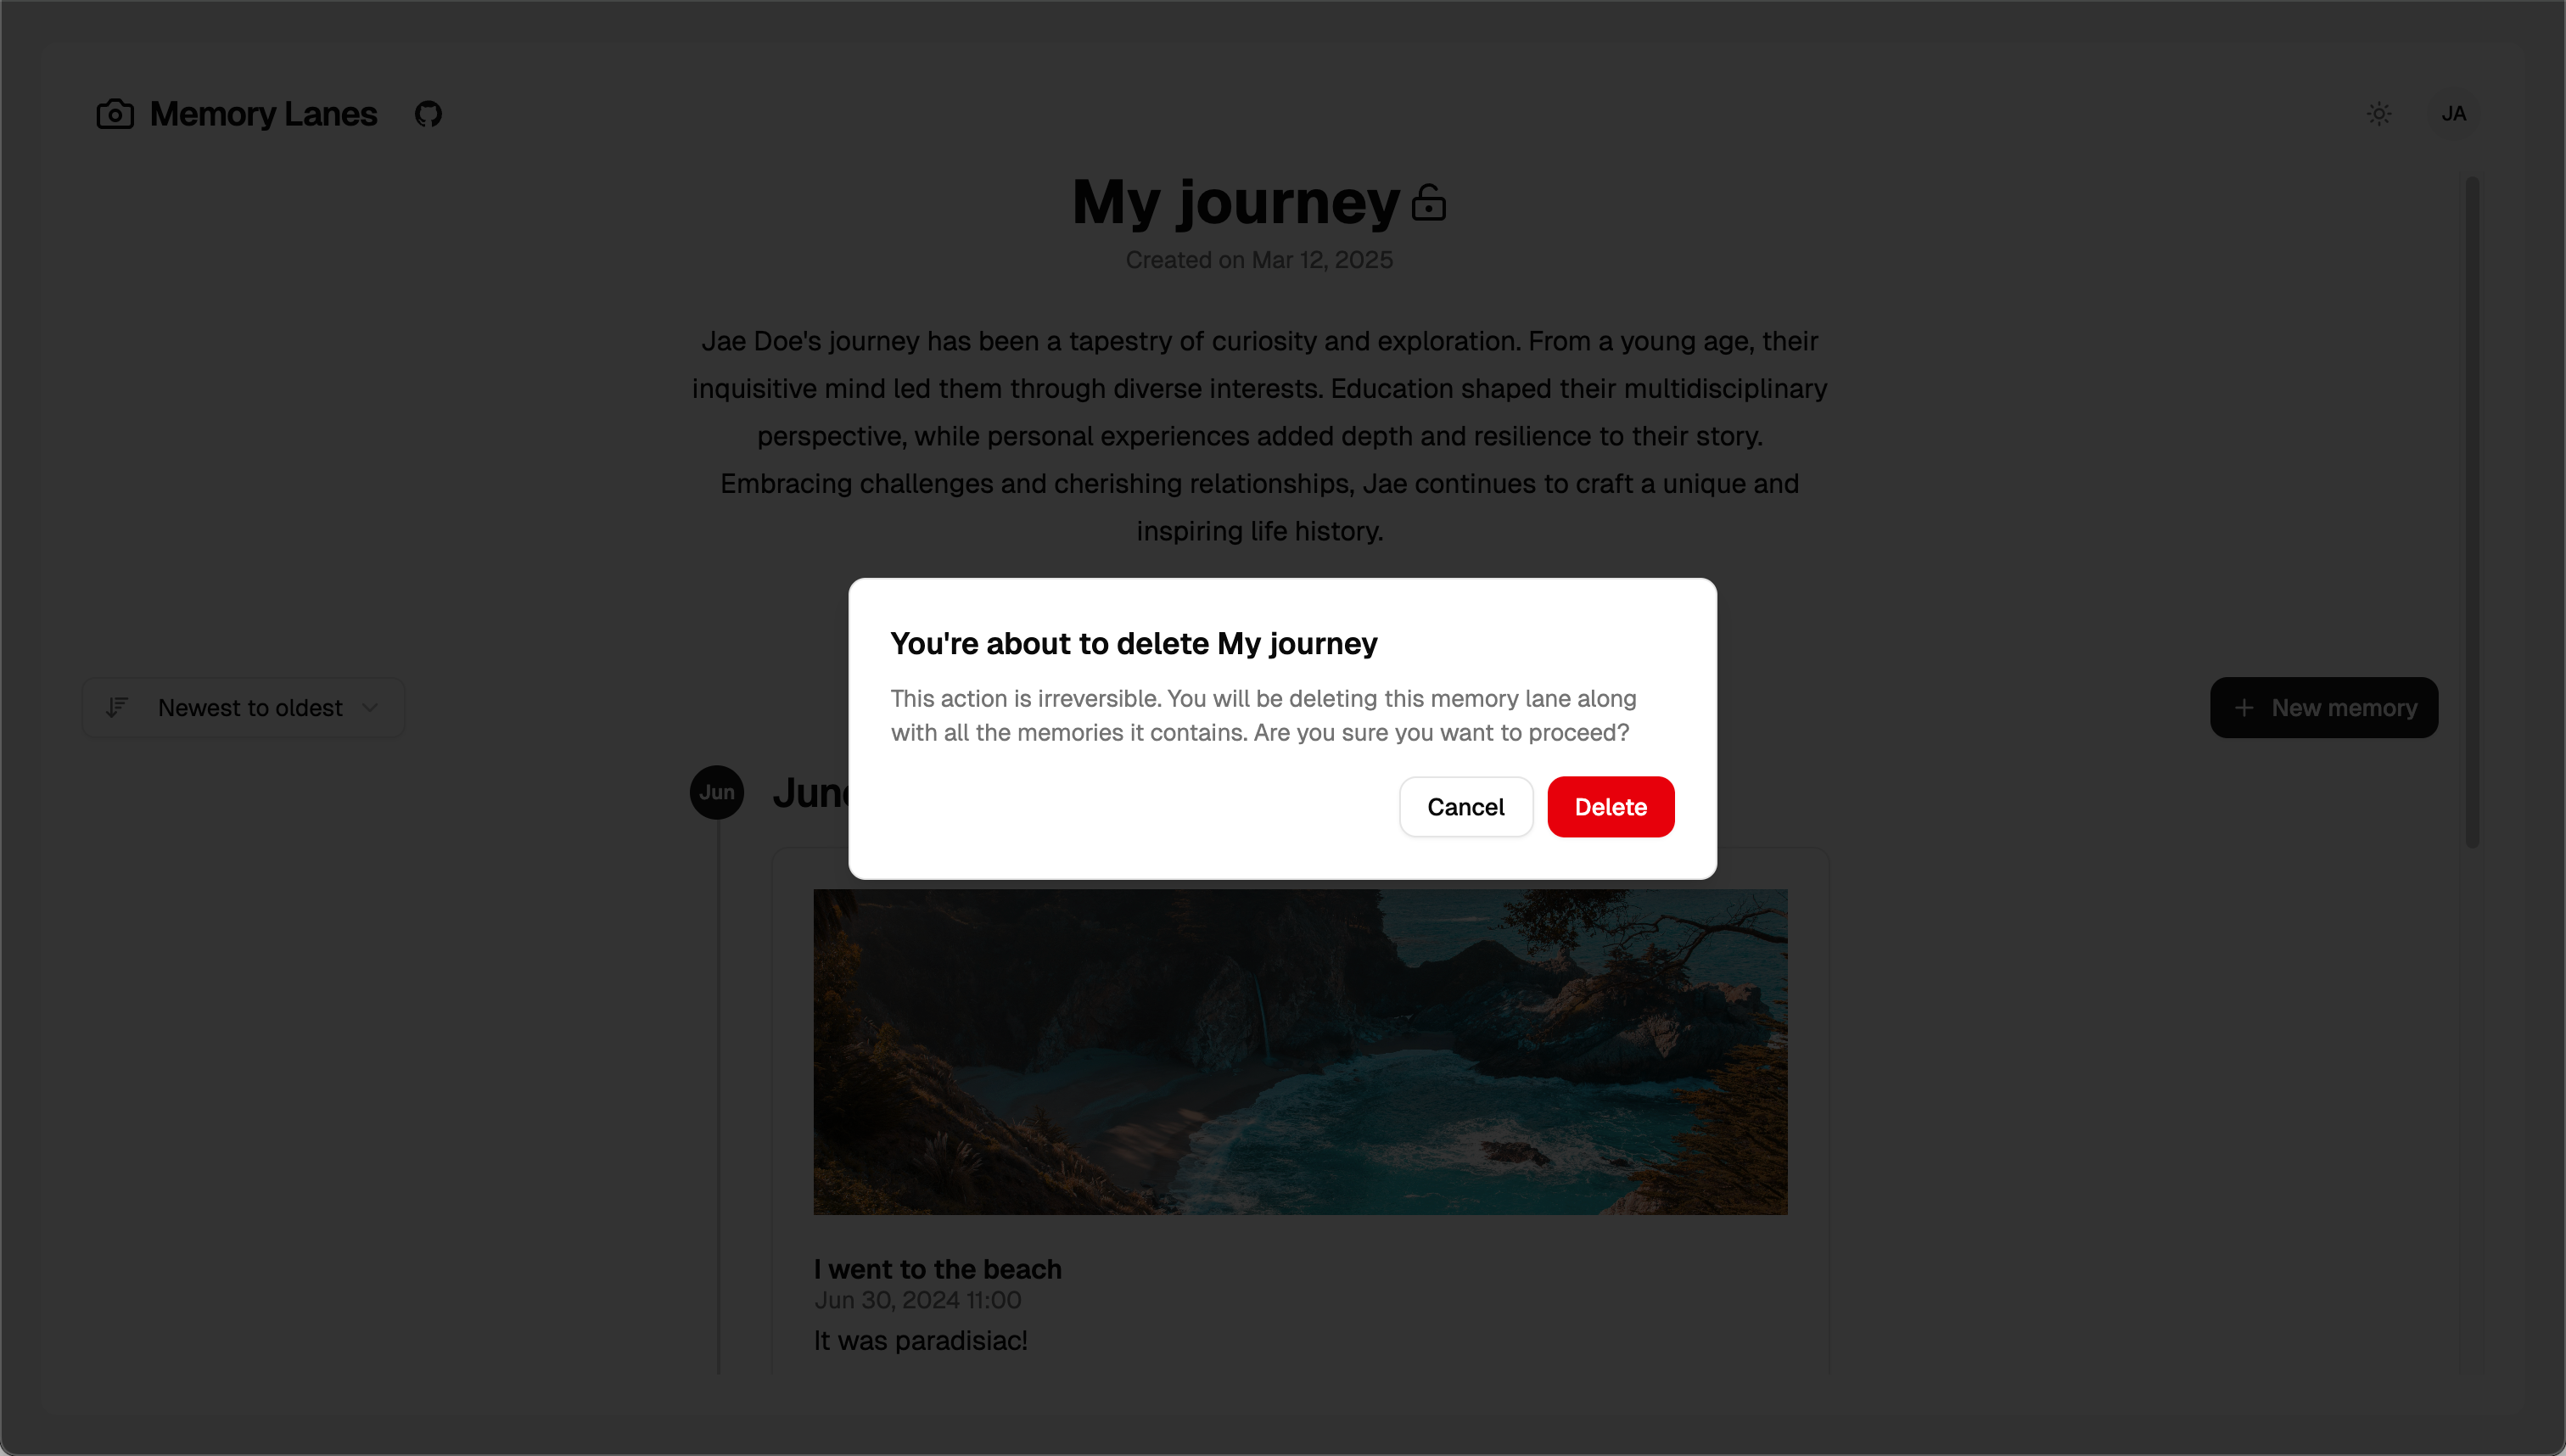 Memory Lanes
JA
My journey
Created on Mar 12, 2025
Jae Doe's journey has been a tapestry of curiosity and exploration. From a young age, their
inquisitive mind led them through diverse interests. Education shaped their multidisciplinary
perspective, while personal experiences added depth and resilience to their story.
Embracing challenges and cherishing relationships, Jae continues to craft a unique and
inspiring life history.
You're about to delete My journey
This action is irreversible. You will be deleting this memory lane along
with all the memories it contains. Are you sure you want to proceed?
Cancel
Delete
Newest to oldest
New memory
Jun
I went to the beach
Jun 30, 2024 11:00
It was paradisiac!